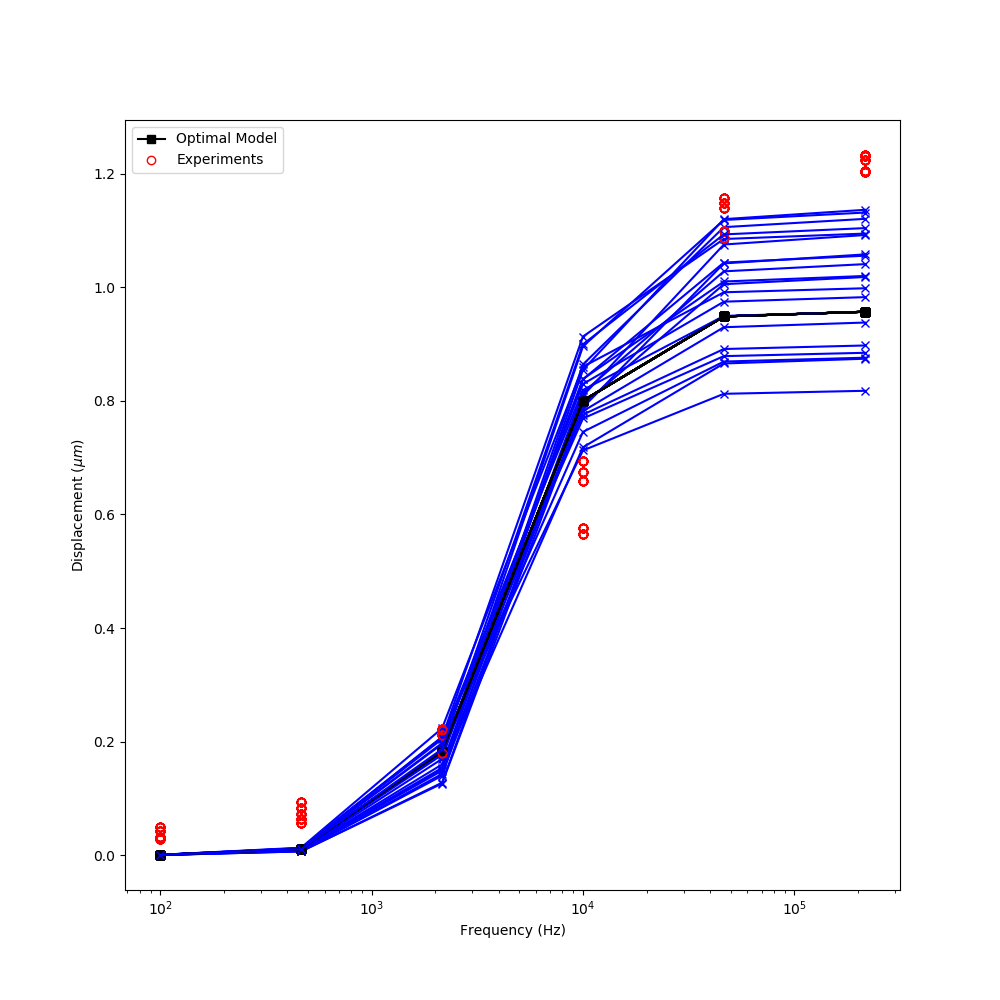 Optimal Model
Experiments
1.2
1.0
0.8
0.6
0.4
0.2
0.0
Displacement (μm)
10²
10³
10⁴
10⁵
Frequency (Hz)